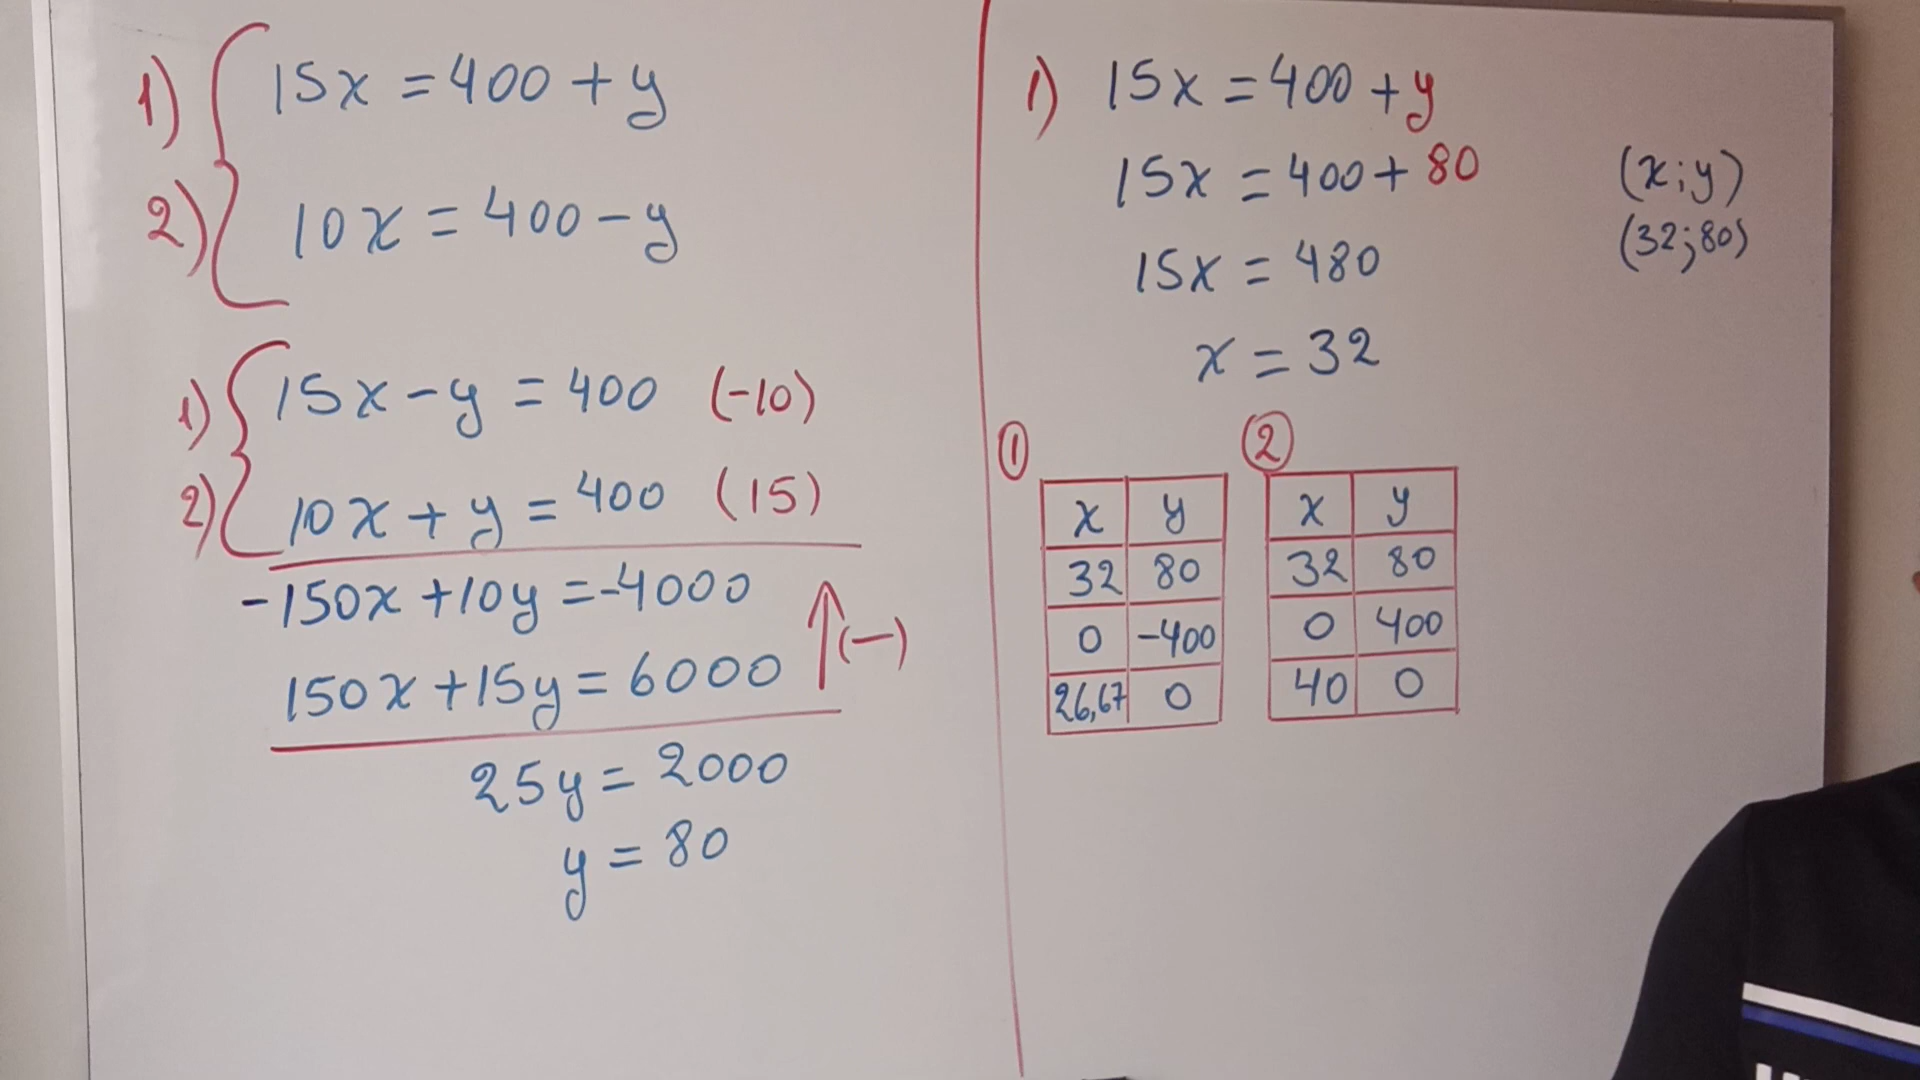 1) 15x = 400 + y
2) 10x = 400 - y
1) 15x - y = 400 (-10)
2) 10x + y = 400 (15)
-150x + 10y = -4000
150x + 15y = 6000 (-)
25y = 2000
y = 80
1) 15x = 400 + y
15x = 400 + 80
15x = 480
x = 32
(x; y)
(32; 80)
1
x y
32 80
0 -400
26,67 0
2
x y
32 80
0 400
40 0